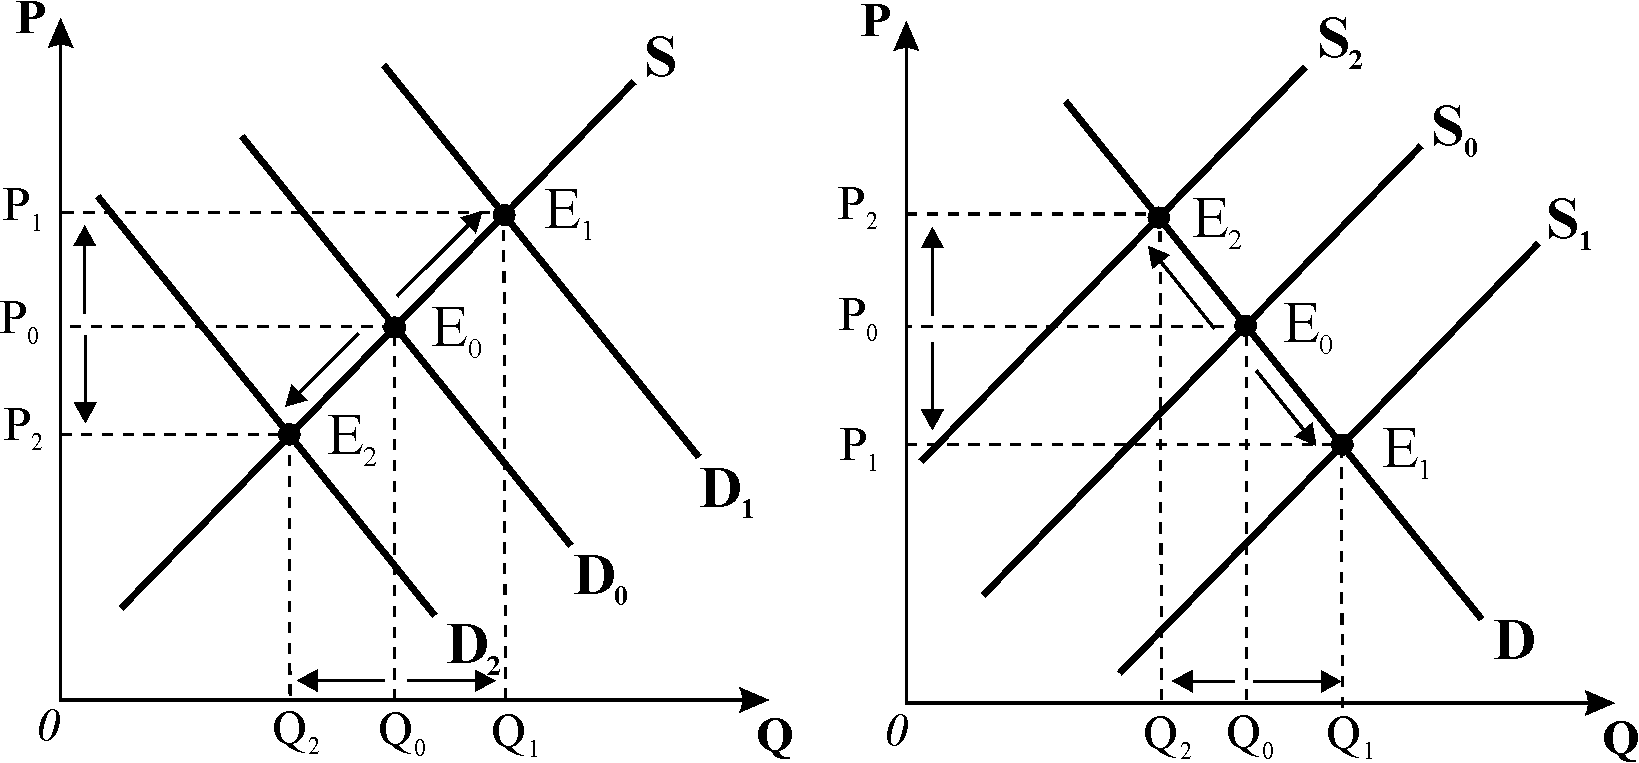 P
S
P₁
E₁
P₀
E₀
P₂
E₂
D₁
D₀
D₂
0
Q₂
Q₀
Q₁
Q
P
S₂
S₀
S₁
P₂
E₂
P₀
E₀
P₁
E₁
D
0
Q₂
Q₀
Q₁
Q